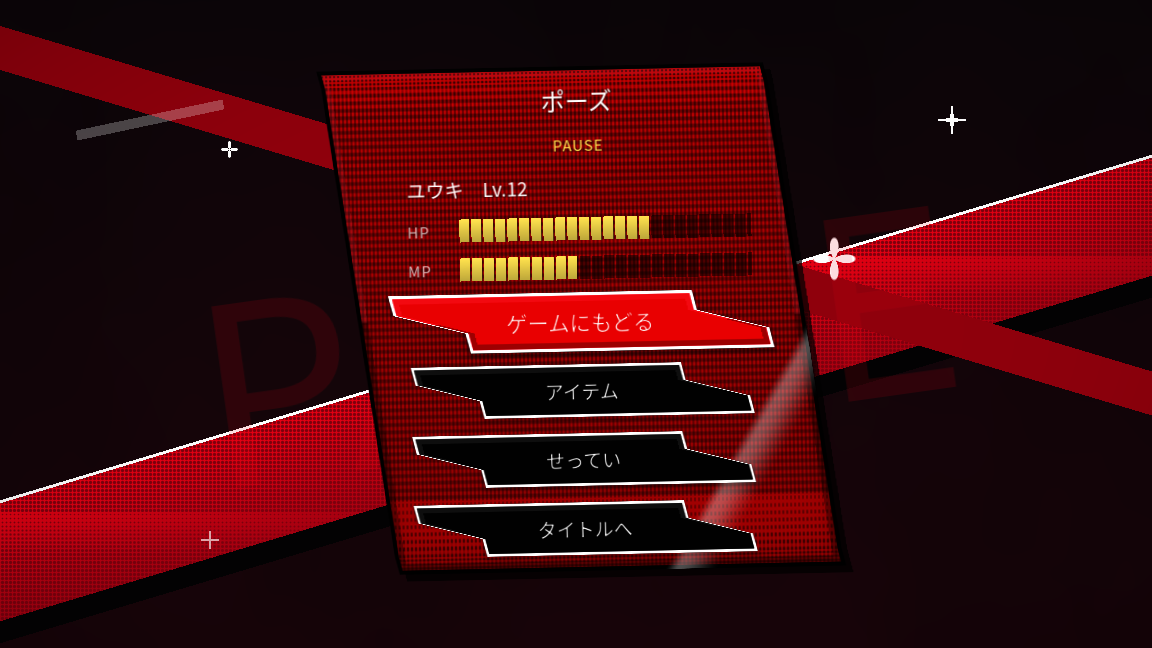 ポーズ
PAUSE
ユウキ Lv.12
HP
MP
ゲームにもどる
アイテム
せってい
タイトルへ